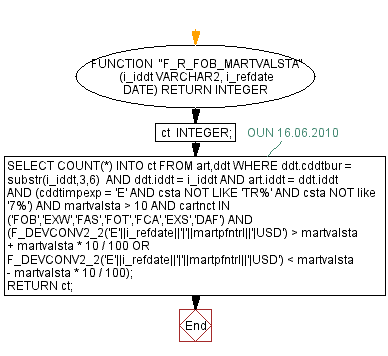 FUNCTION "F_R_FOB_MARTVALSTA"
(i_iddt VARCHAR2, i_refdate
DATE) RETURN INTEGER
ct INTEGER;
OUN 16.06.2010
SELECT COUNT(*) INTO ct FROM art,ddt WHERE ddt.cddtbur =
substr(i_iddt,3,6) AND ddt.iddt = i_iddt AND art.iddt = ddt.iddt
AND (cddtimpexp = 'E' AND csta NOT LIKE 'TR%' AND csta NOT like
'7%') AND martvalsta > 10 AND cartnct IN
('FOB','EXW','FAS','FOT','FCA','EXS','DAF') AND
(F_DEVCONV2_2('E'||i_refdate||'|'||martpfntrl||'|USD') > martvalsta
+ martvalsta * 10 / 100 OR
F_DEVCONV2_2('E'||i_refdate||'|'||martpfntrl||'|USD') < martvalsta
- martvalsta * 10 / 100);
RETURN ct;
End